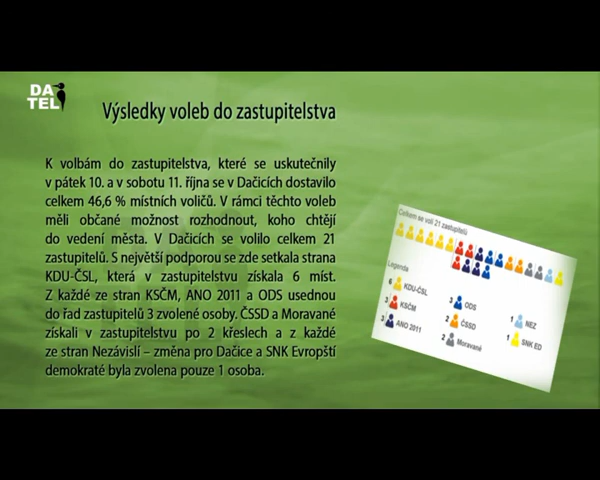 DA
TEL
Výsledky voleb do zastupitelstva
K volbám do zastupitelstva, které se uskutečnily
v pátek 10. a v sobotu 11. října se v Dačicích dostavilo
celkem 46,6 % místních voličů. V rámci těchto voleb
měli občané možnost rozhodnout, koho chtějí
do vedení města. V Dačicích se volilo celkem 21
zastupitelů. S největší podporou se zde setkala strana
KDU-ČSL, která v zastupitelstvu získala 6 míst.
Z každé ze stran KSČM, ANO 2011 a ODS usednou
do řad zastupitelů 3 zvolené osoby. ČSSD a Moravané
získali v zastupitelstvu po 2 křeslech a z každé
ze stran Nezávislí – změna pro Dačice a SNK Evropští
demokraté byla zvolena pouze 1 osoba.
Celkem se volí 21 zastupitelů
Legenda
6 KDU-ČSL
3 KSČM
3 ANO 2011
3 ODS
2 ČSSD
2 Moravané
1 NEZ
1 SNK ED